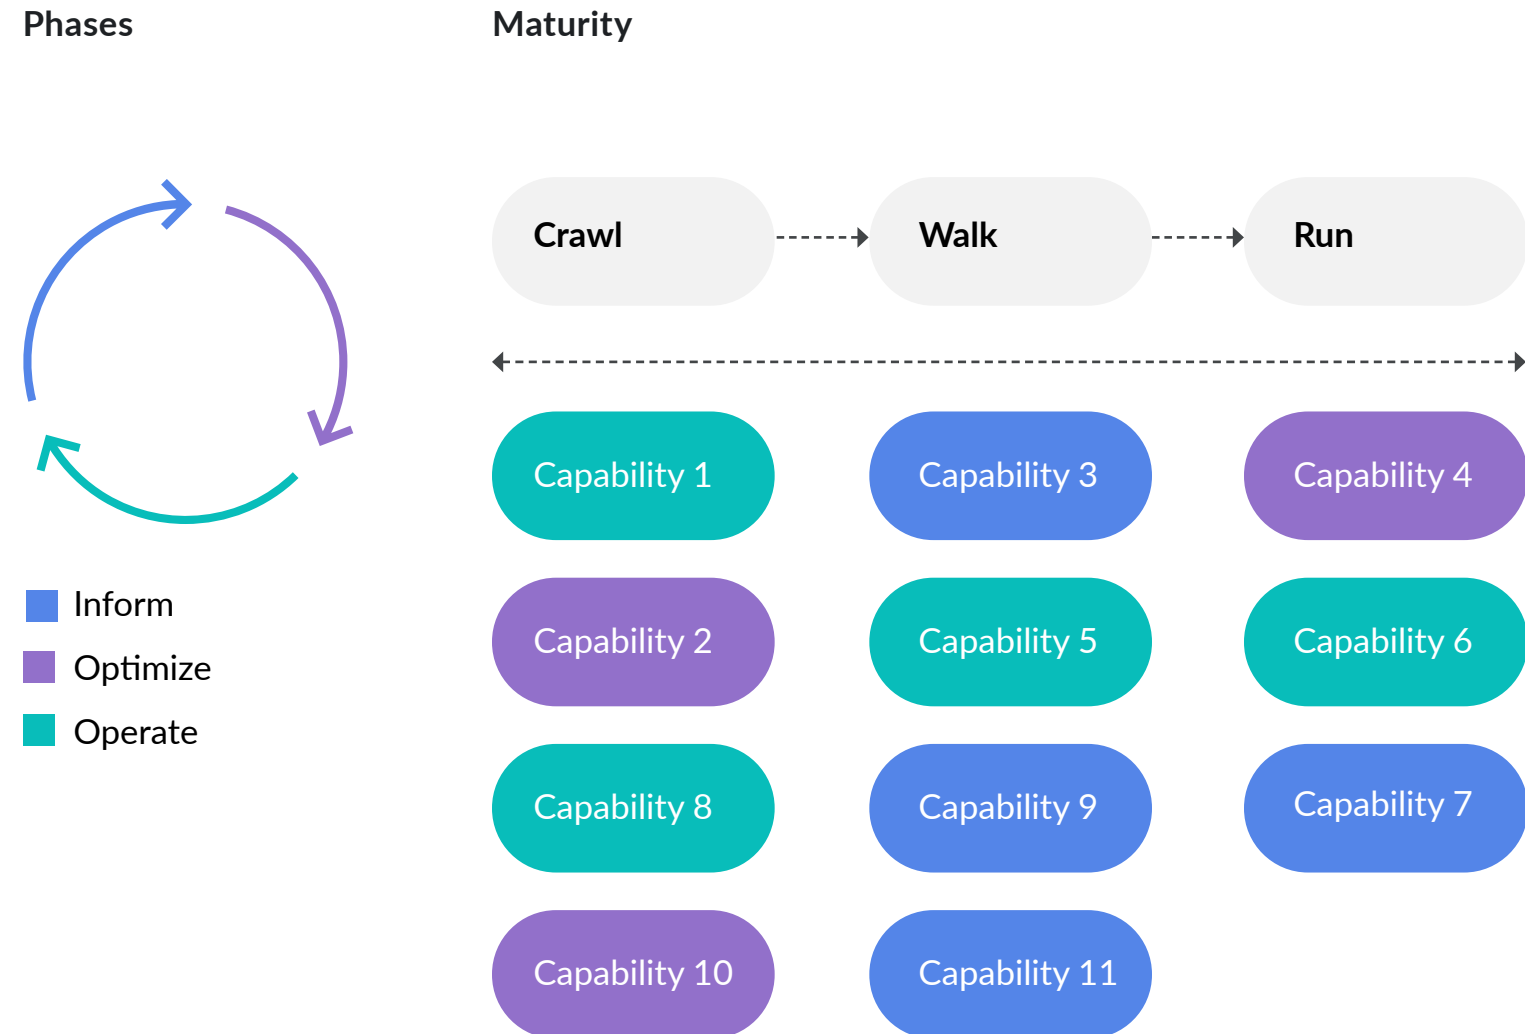 Phases
Maturity
Crawl
Walk
Run
Capability 1
Capability 3
Capability 4
Inform
Optimize
Operate
Capability 2
Capability 5
Capability 6
Capability 8
Capability 9
Capability 7
Capability 10
Capability 11